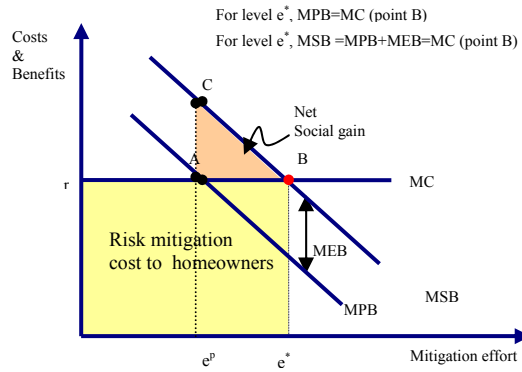 For level e*, MPB=MC (point B)
For level e*, MSB =MPB+MEB=MC (point B)
Costs
&
Benefits
C
Net
Social gain
A
B
r
MC
Risk mitigation
cost to homeowners
MEB
MPB
MSB
eᵖ
e*
Mitigation effort